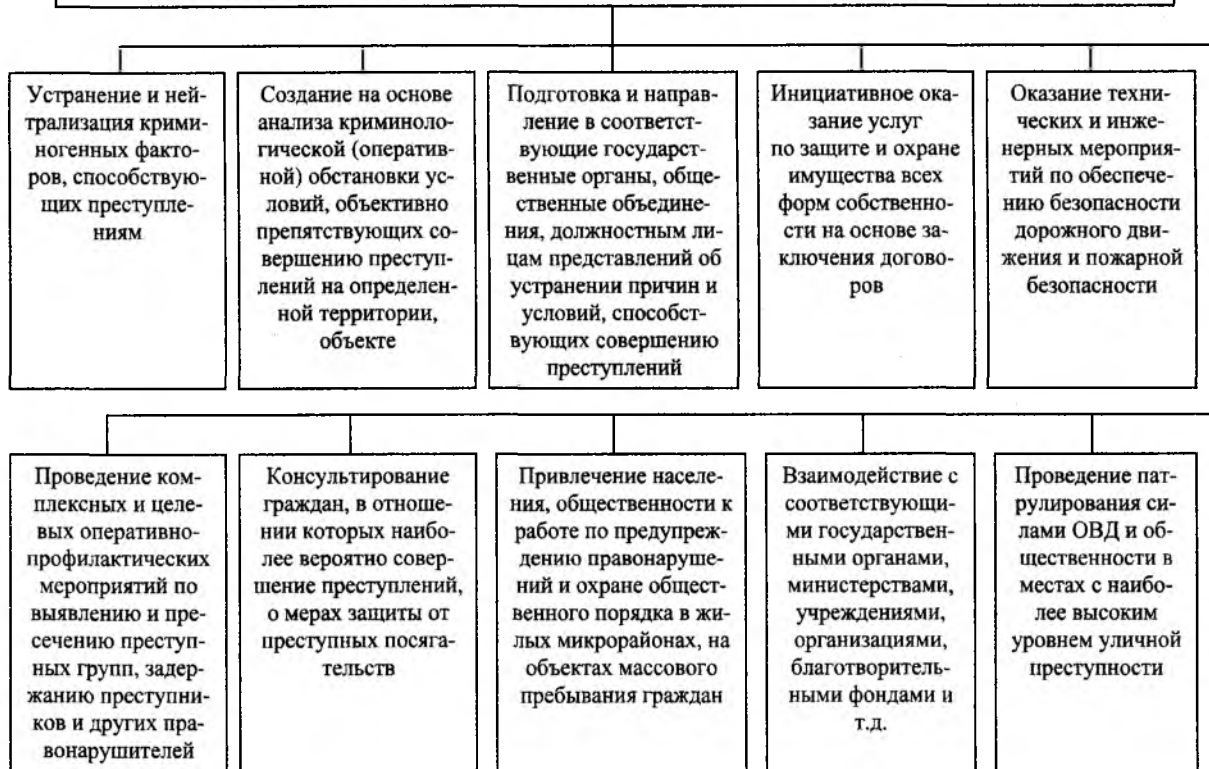 Устранение и ней-
трализация крими-
ногенных факто-
ров, способствую-
щих преступле-
ниям
Создание на основе
анализа криминоло-
гической (оператив-
ной) обстановки ус-
ловий, объективно
препятствующих со-
вершению преступ-
лений на определен-
ной территории,
объекте
Подготовка и направ-
ление в соответст-
вующие государст-
венные органы, обще-
ственные объедине-
ния, должностным ли-
цам представлений об
устранении причин и
условий, способст-
вующих совершению
преступлений
Инициативное ока-
зание услуг
по защите и охране
имущества всех
форм собственно-
сти на основе за-
ключения догово-
ров
Оказание техни-
ческих и инже-
нерных мероприя-
тий по обеспече-
нию безопасности
дорожного дви-
жения и пожарной
безопасности
Проведение ком-
плексных и целе-
вых оперативно-
профилактических
мероприятий по
выявлению и пре-
сечению преступ-
ных групп, задер-
жанию преступни-
ков и других пра-
вонарушителей
Консультирование
граждан, в отноше-
нии которых наибо-
лее вероятно совер-
шение преступлений,
о мерах защиты от
преступных посяга-
тельств
Привлечение населе-
ния, общественности к
работе по предупреж-
дению правонаруше-
ний и охране общест-
венного порядка в жи-
лых микрорайонах, на
объектах массового
пребывания граждан
Взаимодействие с
соответствующи-
ми государствен-
ными органами,
министерствами,
учреждениями,
организациями,
благотворитель-
ными фондами и
т.д.
Проведение пат-
рулирования си-
лами ОВД и об-
щественности в
местах с наибо-
лее высоким
уровнем уличной
преступности